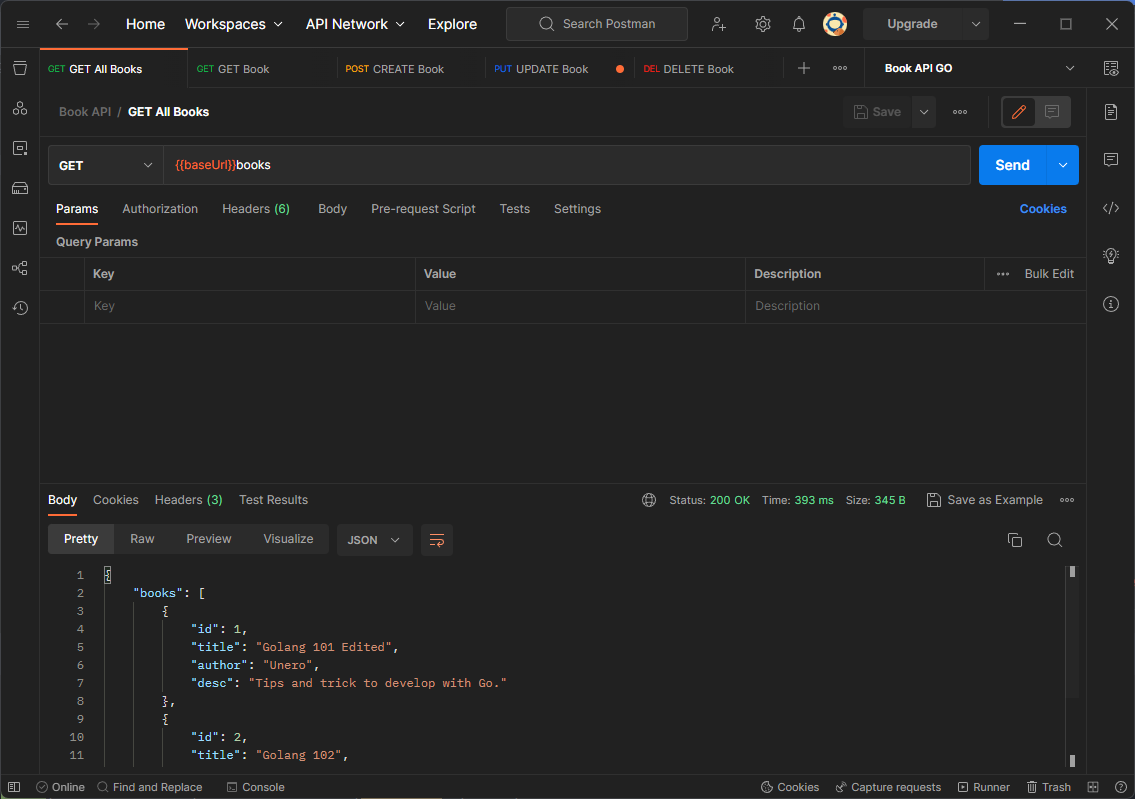 Home Workspaces API Network Explore Search Postman Upgrade
GET GET All Books GET GET Book POST CREATE Book PUT UPDATE Book DEL DELETE Book Book API GO
Book API / GET All Books Save
GET {{baseUrl}}books Send
Params Authorization Headers (6) Body Pre-request Script Tests Settings Cookies
Query Params
Key Value Description Bulk Edit
Key Value Description
Body Cookies Headers (3) Test Results Status: 200 OK Time: 393 ms Size: 345 B Save as Example
Pretty Raw Preview Visualize JSON
1 {
2 "books": [
3 {
4 "id": 1,
5 "title": "Golang 101 Edited",
6 "author": "Unero",
7 "desc": "Tips and trick to develop with Go."
8 },
9 {
10 "id": 2,
11 "title": "Golang 102",
Online Find and Replace Console Cookies Capture requests Runner Trash